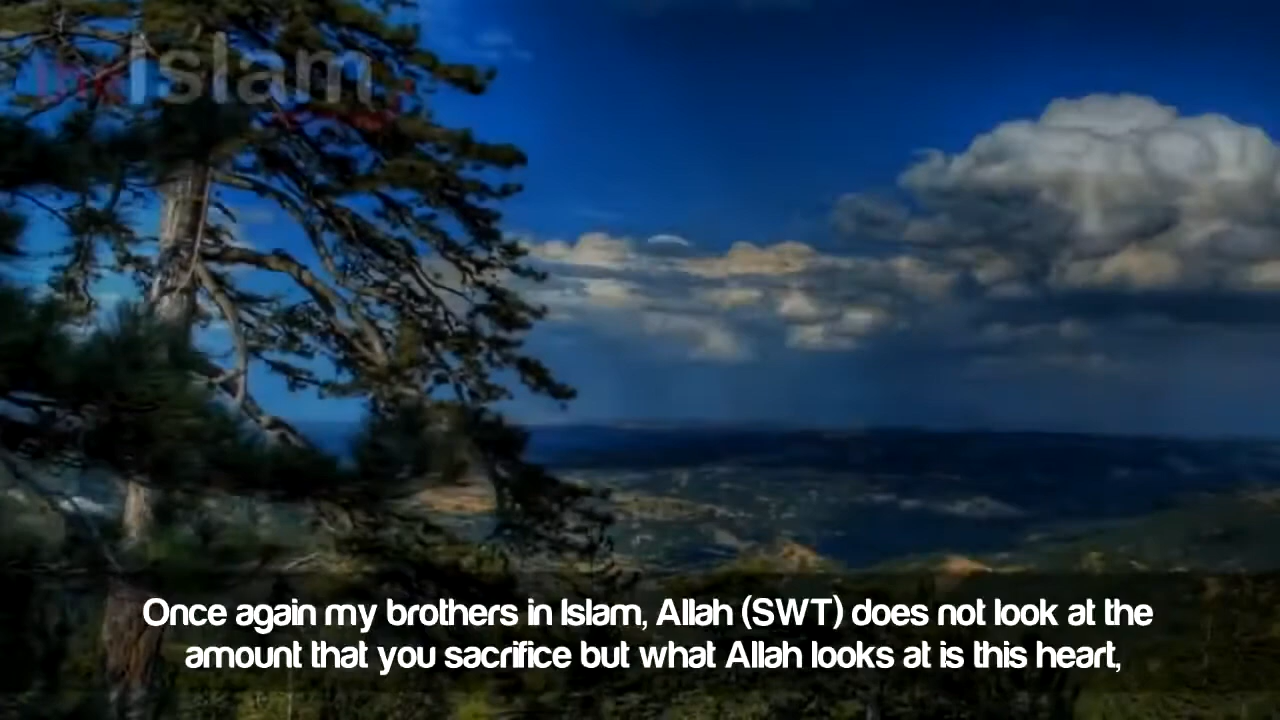 Islam
Once again my brothers in Islam, Allah (SWT) does not look at the
amount that you sacrifice but what Allah looks at is this heart,